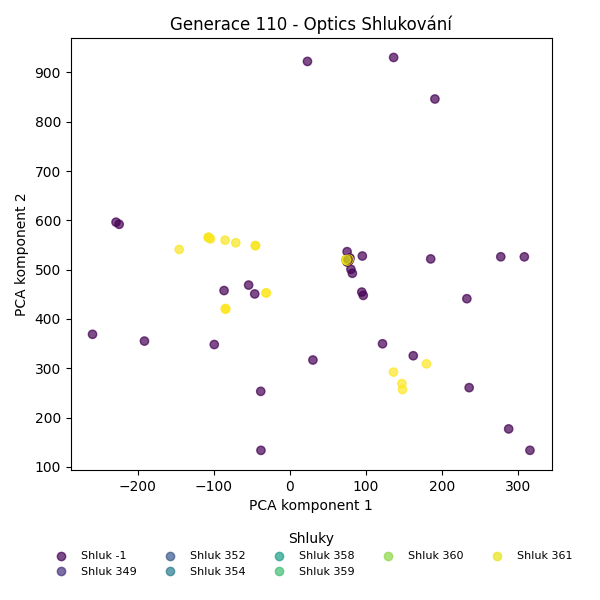 Generace 110 - Optics Shlukování
PCA komponent 2
900
800
700
600
500
400
300
200
100
−200 −100 0 100 200 300
PCA komponent 1
Shluky
Shluk -1 Shluk 352 Shluk 358 Shluk 360 Shluk 361
Shluk 349 Shluk 354 Shluk 359